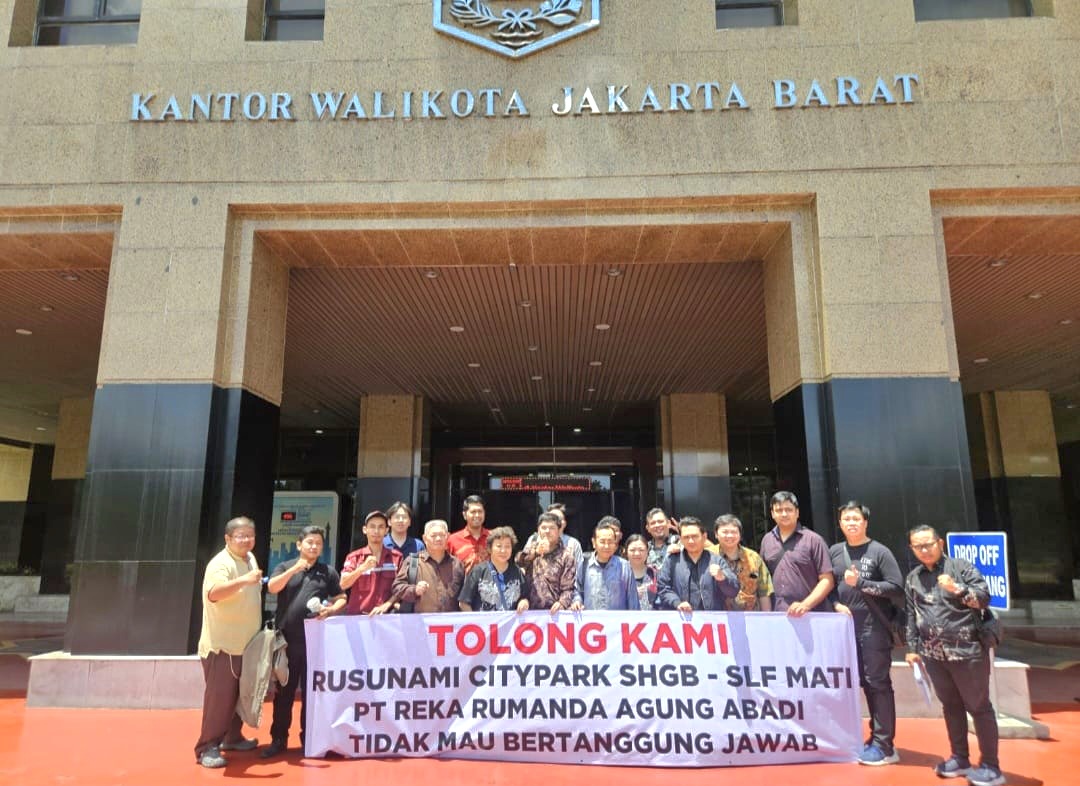 KANTOR WALIKOTA JAKARTA BARAT
DROP OFF
TOLONG KAMI
RUSUNAMI CITYPARK SHGB - SLF MATI
PT REKA RUMANDA AGUNG ABADI
TIDAK MAU BERTANGGUNG JAWAB